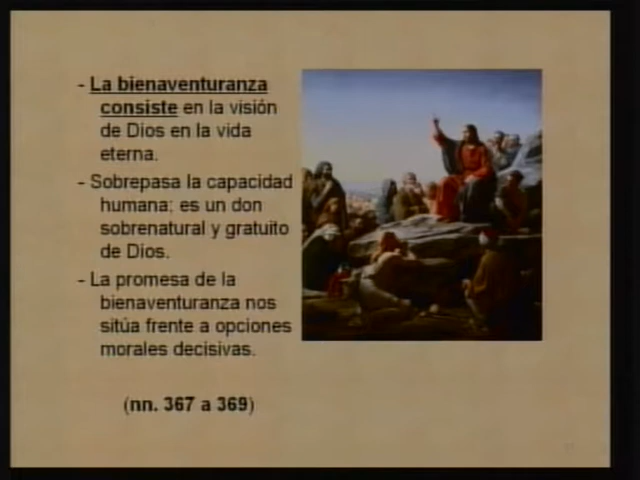 - La bienaventuranza
consiste en la visión
de Dios en la vida
eterna.
- Sobrepasa la capacidad
humana; es un don
sobrenatural y gratuito
de Dios.
- La promesa de la
bienaventuranza nos
sitúa frente a opciones
morales decisivas.
(nn. 367 a 369)